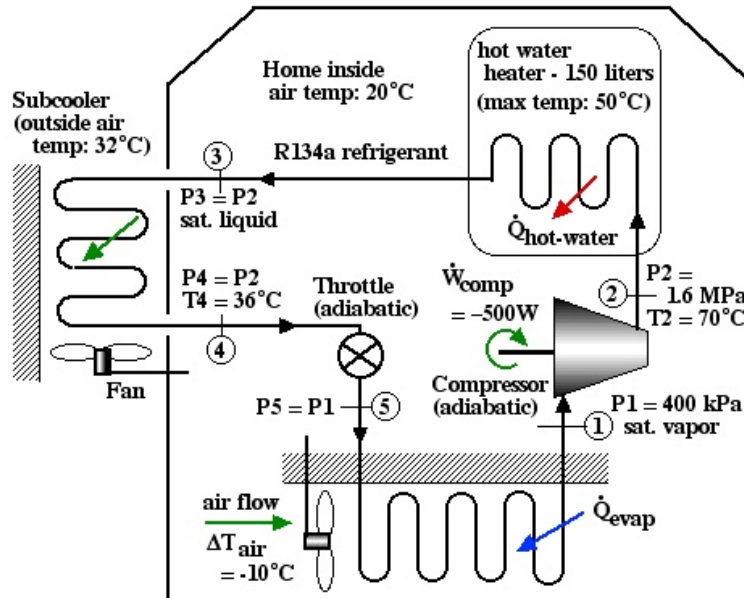 hot water
heater - 150 liters
(max temp: 50°C)
Home inside
air temp: 20°C
Subcooler
(outside air
temp: 32°C)
3
R134a refrigerant
P3 = P2
sat. liquid
Q̇hot-water
P4 = P2
T4 = 36°C
4
Throttle
(adiabatic)
Ẇcomp
= –500W
2
P2 =
1.6 MPa
T2 = 70°C
Fan
Compressor
(adiabatic)
P5 = P1
5
1
P1 = 400 kPa
sat. vapor
air flow
ΔTair
= -10°C
Q̇evap